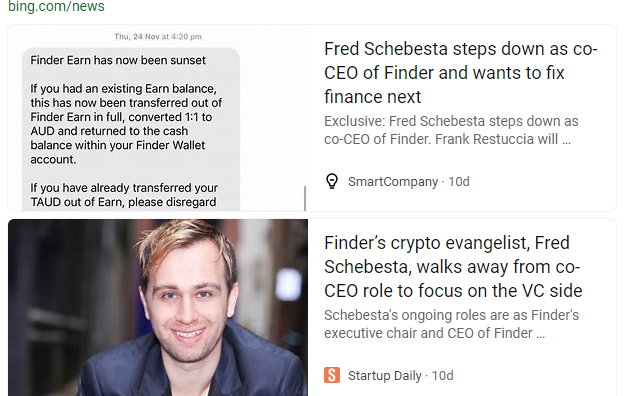 bing.com/news
Thu, 24 Nov at 4:20 pm
Finder Earn has now been sunset
If you had an existing Earn balance,
this has now been transferred out of
Finder Earn in full, converted 1:1 to
AUD and returned to the cash
balance within your Finder Wallet
account.
If you have already transferred your
TAUD out of Earn, please disregard
Fred Schebesta steps down as co-
CEO of Finder and wants to fix
finance next
Exclusive: Fred Schebesta steps down as
co-CEO of Finder. Frank Restuccia will ...
SmartCompany · 10d
Finder’s crypto evangelist, Fred
Schebesta, walks away from co-
CEO role to focus on the VC side
Schebesta's ongoing roles are as Finder's
executive chair and CEO of Finder ...
S
Startup Daily · 10d